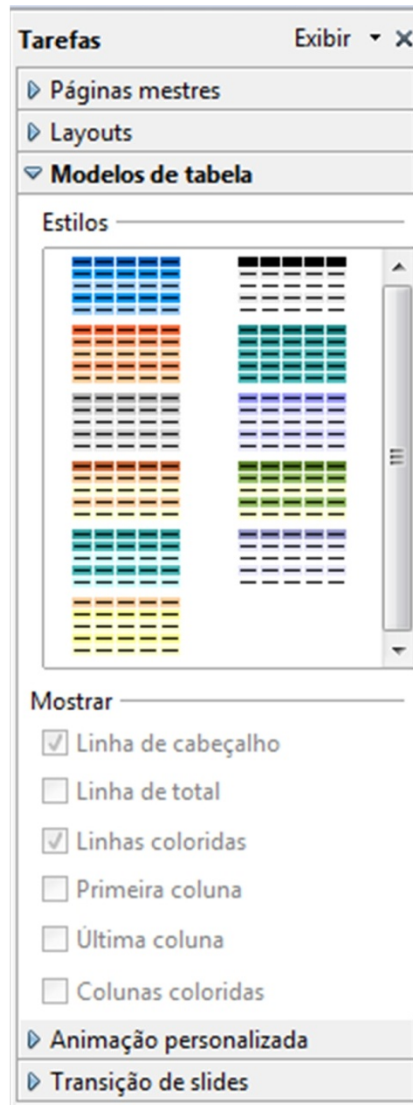 Tarefas Exibir
Páginas mestres
Layouts
Modelos de tabela
Estilos
Mostrar
Linha de cabeçalho
Linha de total
Linhas coloridas
Primeira coluna
Última coluna
Colunas coloridas
Animação personalizada
Transição de slides